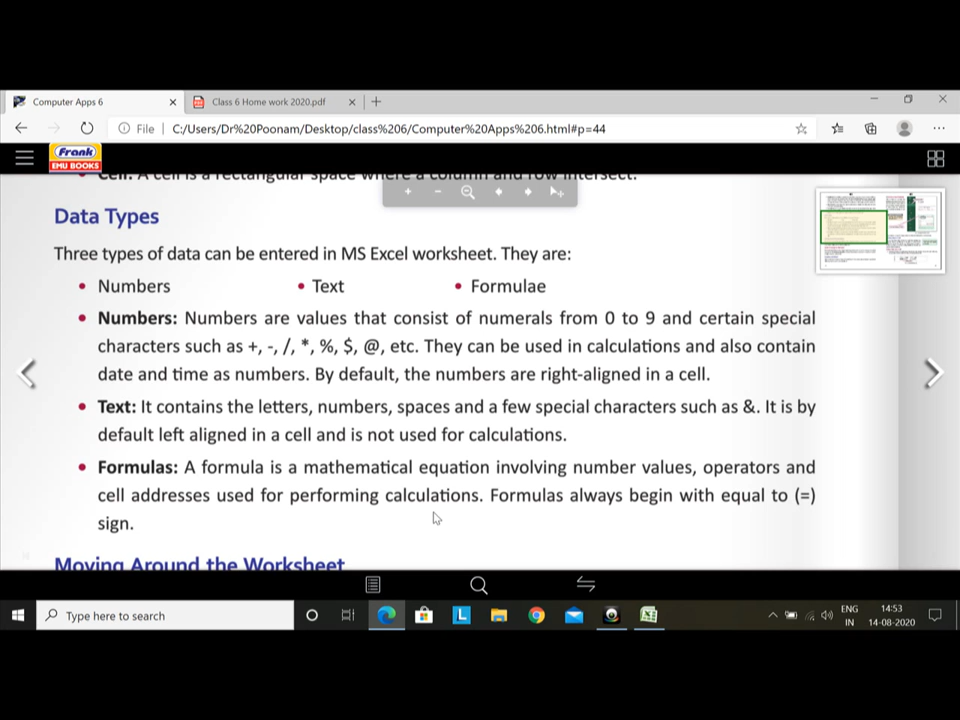 Computer Apps 6
Class 6 Home work 2020.pdf
File | C:/Users/Dr%20Poonam/Desktop/class%206/Computer%20Apps%206.html#p=44
Frank
EMU BOOKS
• Cell: A cell is a rectangular space where a column and row intersect.
Data Types
Three types of data can be entered in MS Excel worksheet. They are:
• Numbers • Text • Formulae
• Numbers: Numbers are values that consist of numerals from 0 to 9 and certain special
characters such as +, -, /, *, %, $, @, etc. They can be used in calculations and also contain
date and time as numbers. By default, the numbers are right-aligned in a cell.
• Text: It contains the letters, numbers, spaces and a few special characters such as &. It is by
default left aligned in a cell and is not used for calculations.
• Formulas: A formula is a mathematical equation involving number values, operators and
cell addresses used for performing calculations. Formulas always begin with equal to (=)
sign.
Moving Around the Worksheet
Type here to search
L
ENG
IN
14:53
14-08-2020